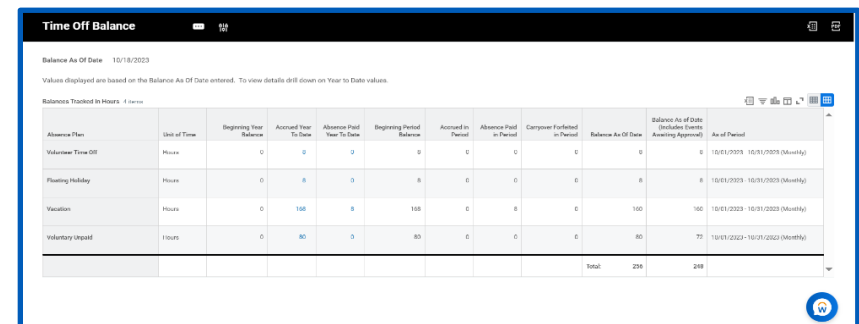 Time Off Balance
Balance As Of Date 10/18/2023
Values displayed are based on the Balance As Of Date entered. To view details drill down on Year to Date values.
Balances Tracked in Hours 4 items
Absence Plan Unit of Time Beginning Year Balance Accrued Year To Date Absence Paid Year To Date Beginning Period Balance Accrued in Period Absence Paid in Period Carryover Forfeited in Period Balance As Of Date Balance As of Date (Includes Events Awaiting Approval) As of Period
Volunteer Time Off Hours 0 8 0 8 0 0 0 8 8 10/01/2023 - 10/31/2023 (Monthly)
Floating Holiday Hours 0 8 0 8 0 0 0 8 8 10/01/2023 - 10/31/2023 (Monthly)
Vacation Hours 0 168 8 168 0 8 0 160 160 10/01/2023 - 10/31/2023 (Monthly)
Voluntary Unpaid Hours 0 80 0 80 0 0 0 80 72 10/01/2023 - 10/31/2023 (Monthly)
Total: 256 248